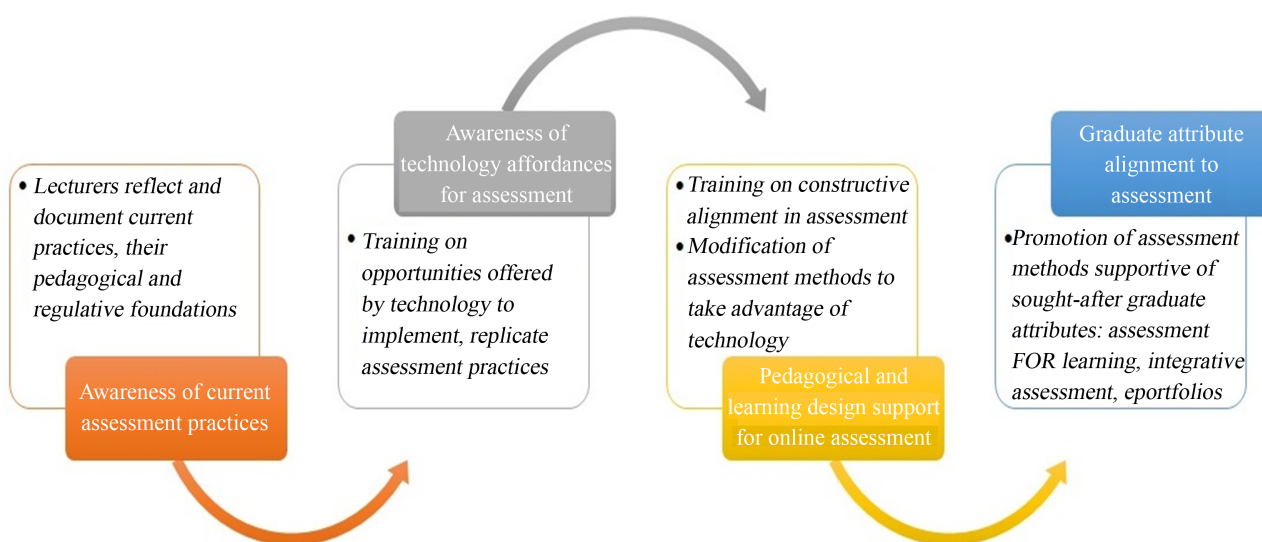 • Lecturers reflect and
document current
practices, their
pedagogical and
regulative foundations
Awareness of current
assessment practices
Awareness of
technology affordances
for assessment
• Training on
opportunities offered
by technology to
implement, replicate
assessment practices
• Training on constructive
alignment in assessment
• Modification of
assessment methods to
take advantage of
technology
Pedagogical and
learning design support
for online assessment
Graduate attribute
alignment to
assessment
• Promotion of assessment
methods supportive of
sought-after graduate
attributes: assessment
FOR learning, integrative
assessment, eportfolios